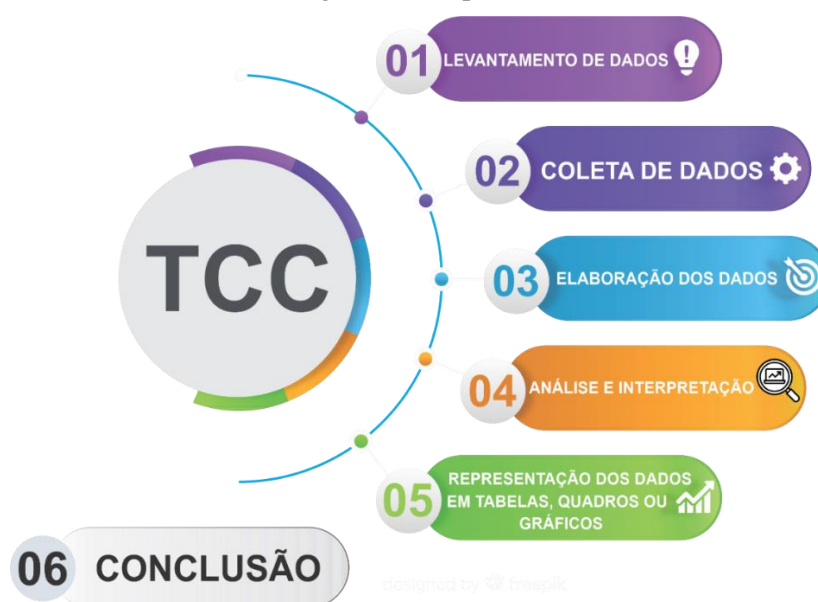 TCC
01
LEVANTAMENTO DE DADOS
02
COLETA DE DADOS
03
ELABORAÇÃO DOS DADOS
04
ANÁLISE E INTERPRETAÇÃO
05
REPRESENTAÇÃO DOS DADOS
EM TABELAS, QUADROS OU
GRÁFICOS
06
CONCLUSÃO
designed by freepik